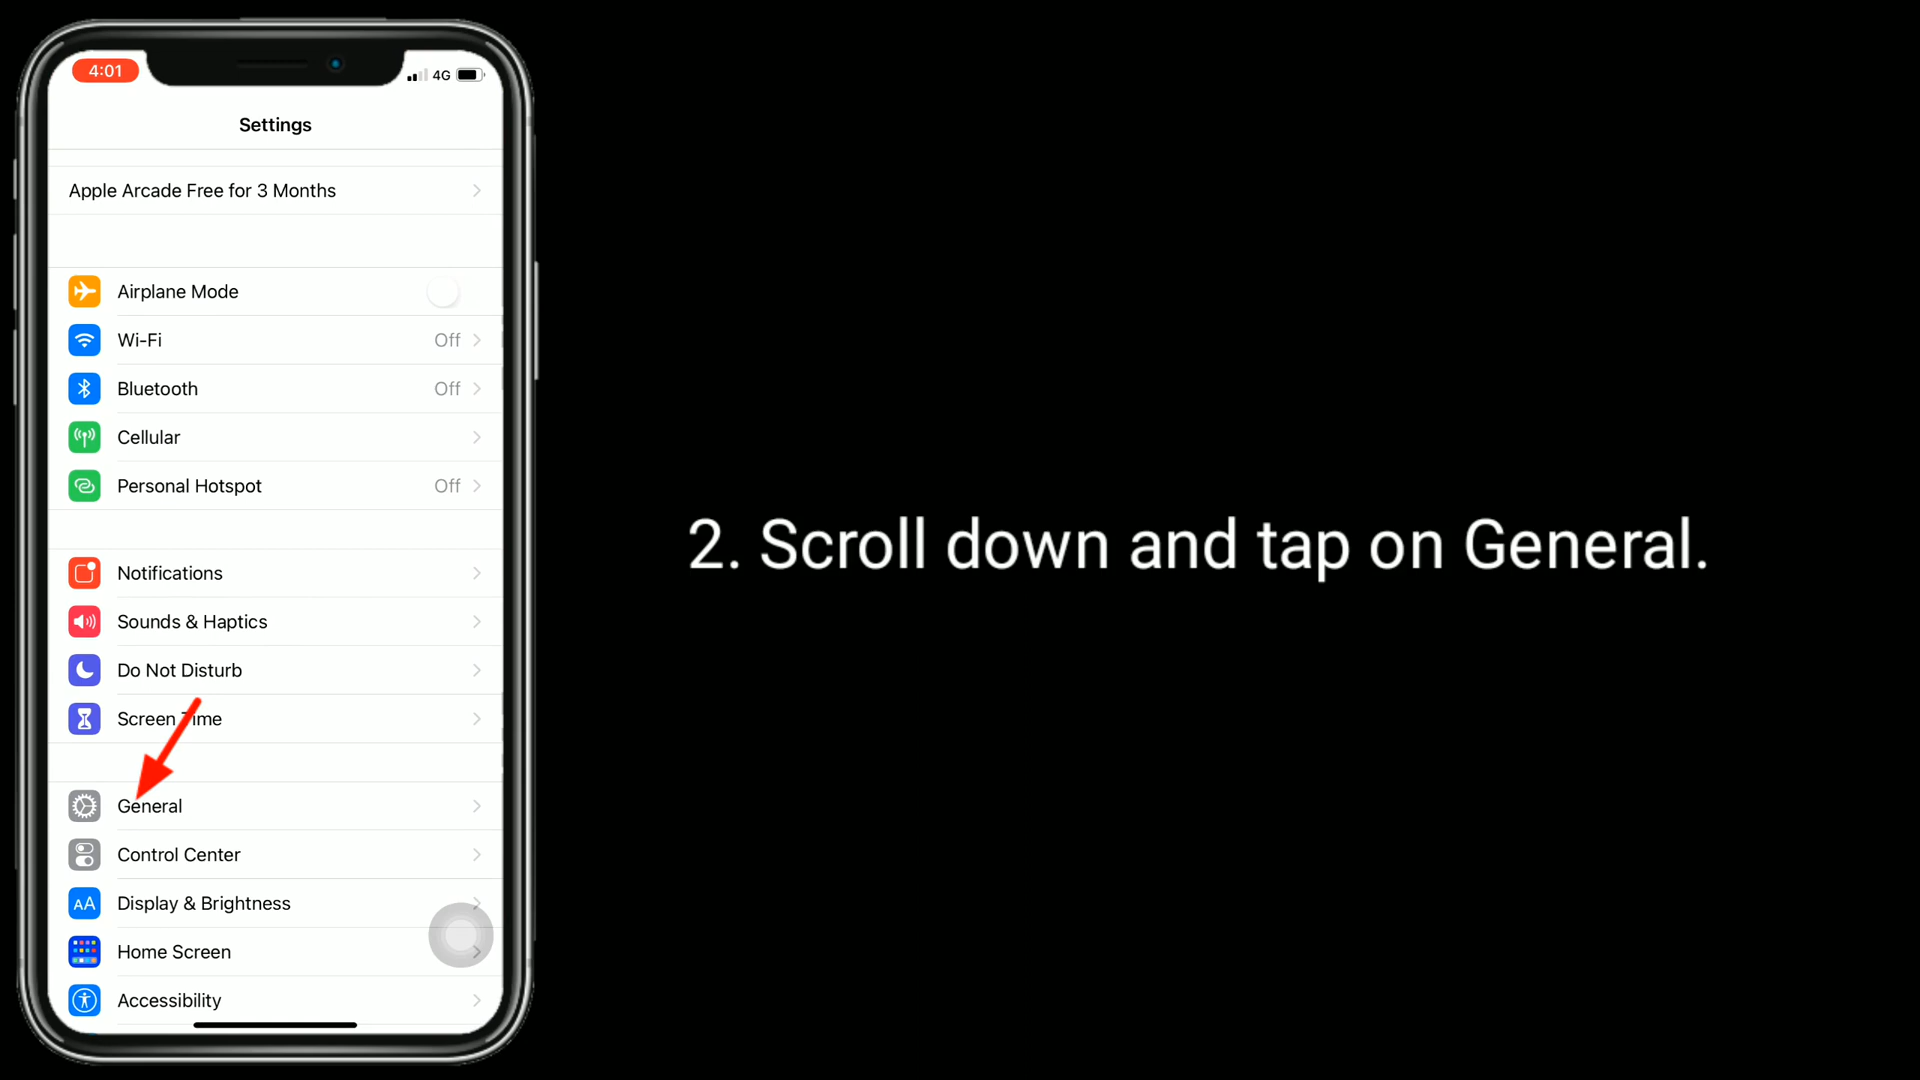 4:01
4G
Settings
Apple Arcade Free for 3 Months
Airplane Mode
Wi-Fi Off
Bluetooth Off
Cellular
Personal Hotspot Off
Notifications
Sounds & Haptics
Do Not Disturb
Screen Time
General
AA
Control Center
Display & Brightness
Home Screen
Accessibility
2. Scroll down and tap on General.